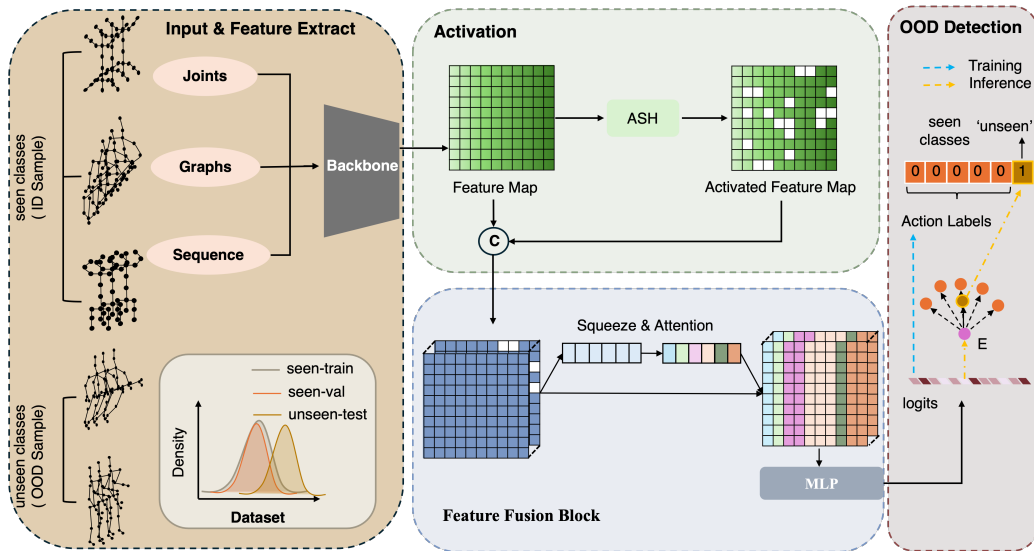 Input & Feature Extract
Joints
Graphs
Sequence
Backbone
seen classes
( ID Sample)
unseen classes
( OOD Sample)
seen-train
seen-val
unseen-test
Density
Dataset
Activation
Feature Map
ASH
Activated Feature Map
C
Squeeze & Attention
MLP
Feature Fusion Block
OOD Detection
Training
Inference
seen
classes
'unseen'
0 0 0 0 0 1
Action Labels
E
logits